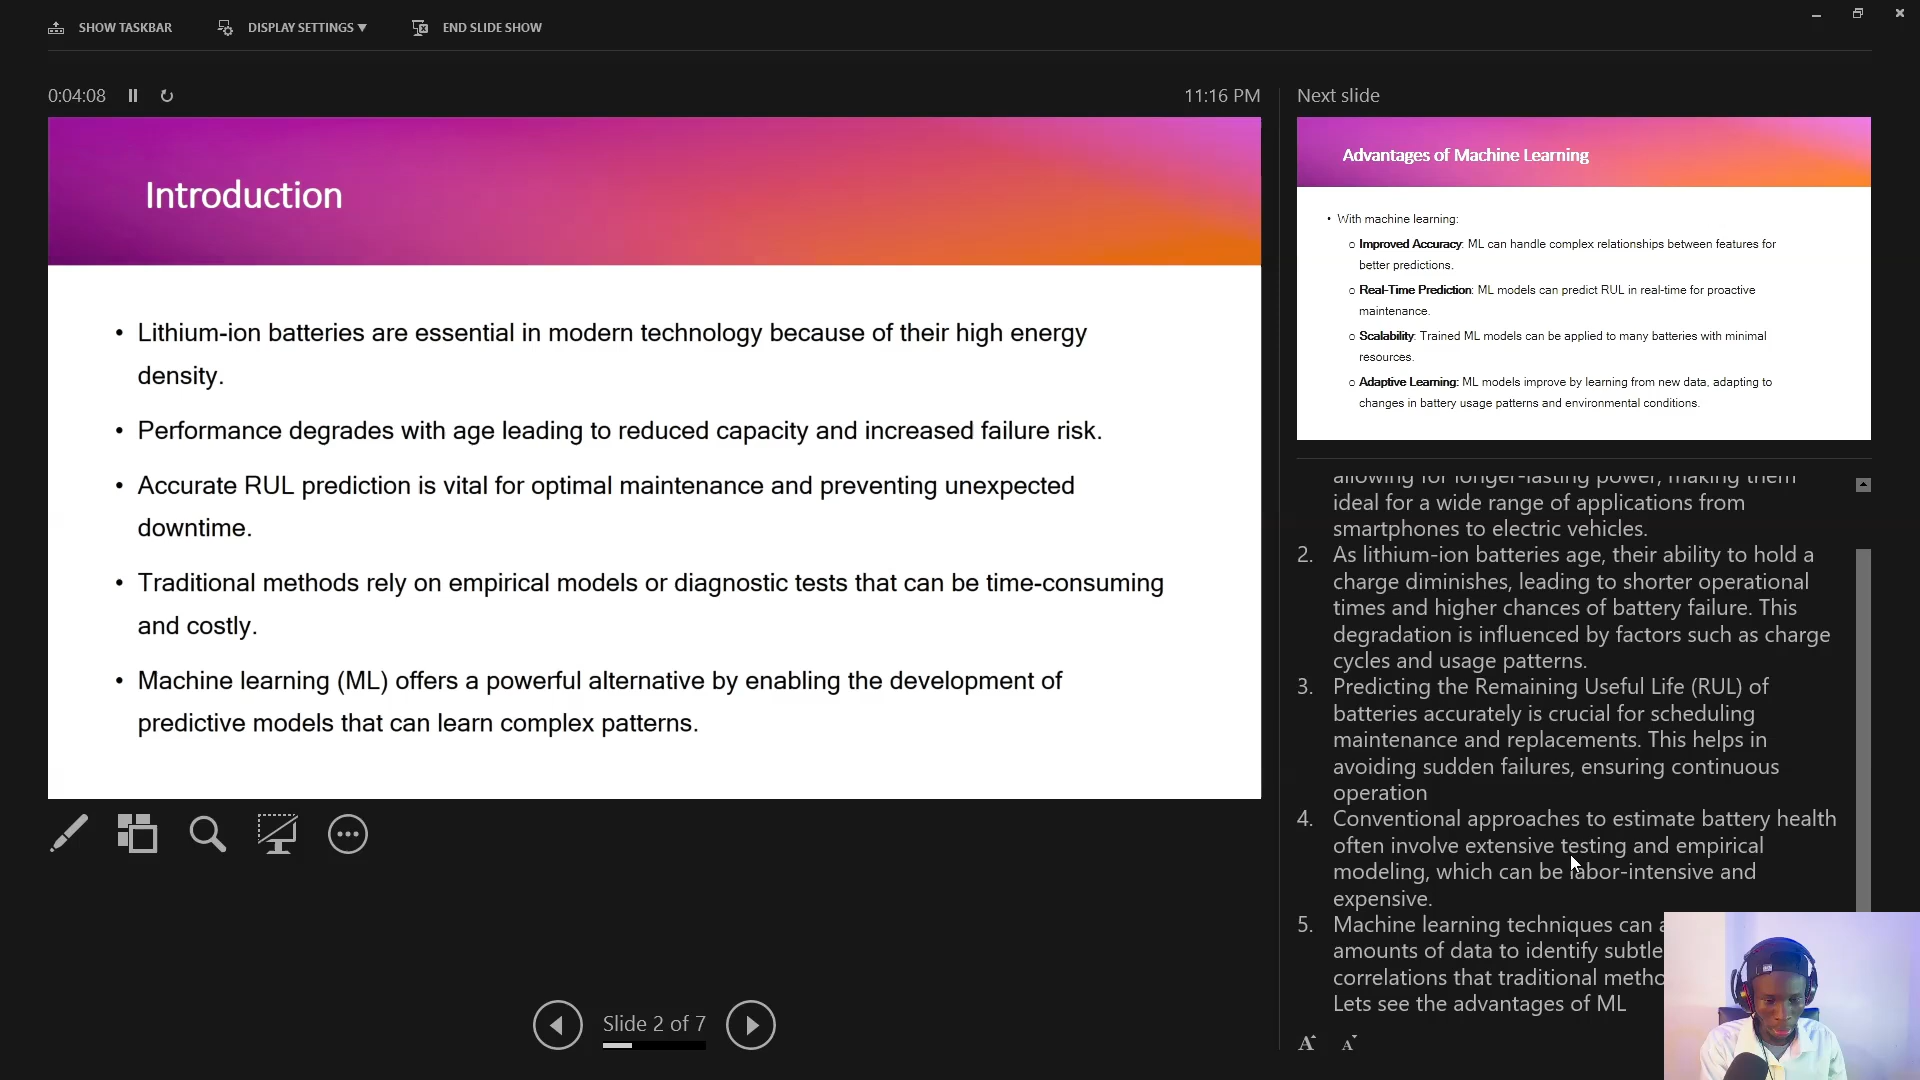 SHOW TASKBAR
DISPLAY SETTINGS ▼
END SLIDE SHOW
0:04:08
11:16 PM
Introduction
• Lithium-ion batteries are essential in modern technology because of their high energy
density.
• Performance degrades with age leading to reduced capacity and increased failure risk.
• Accurate RUL prediction is vital for optimal maintenance and preventing unexpected
downtime.
• Traditional methods rely on empirical models or diagnostic tests that can be time-consuming
and costly.
• Machine learning (ML) offers a powerful alternative by enabling the development of
predictive models that can learn complex patterns.
Slide 2 of 7
Next slide
Advantages of Machine Learning
• With machine learning:
o Improved Accuracy: ML can handle complex relationships between features for
better predictions.
o Real-Time Prediction: ML models can predict RUL in real-time for proactive
maintenance.
o Scalability: Trained ML models can be applied to many batteries with minimal
resources.
o Adaptive Learning: ML models improve by learning from new data, adapting to
changes in battery usage patterns and environmental conditions.
allowing for longer-lasting power, making them
ideal for a wide range of applications from
smartphones to electric vehicles.
2. As lithium-ion batteries age, their ability to hold a
charge diminishes, leading to shorter operational
times and higher chances of battery failure. This
degradation is influenced by factors such as charge
cycles and usage patterns.
3. Predicting the Remaining Useful Life (RUL) of
batteries accurately is crucial for scheduling
maintenance and replacements. This helps in
avoiding sudden failures, ensuring continuous
operation
4. Conventional approaches to estimate battery health
often involve extensive testing and empirical
modeling, which can be labor-intensive and
expensive.
5. Machine learning techniques can
amounts of data to identify subtle
correlations that traditional
Lets see the advantages of ML
A A